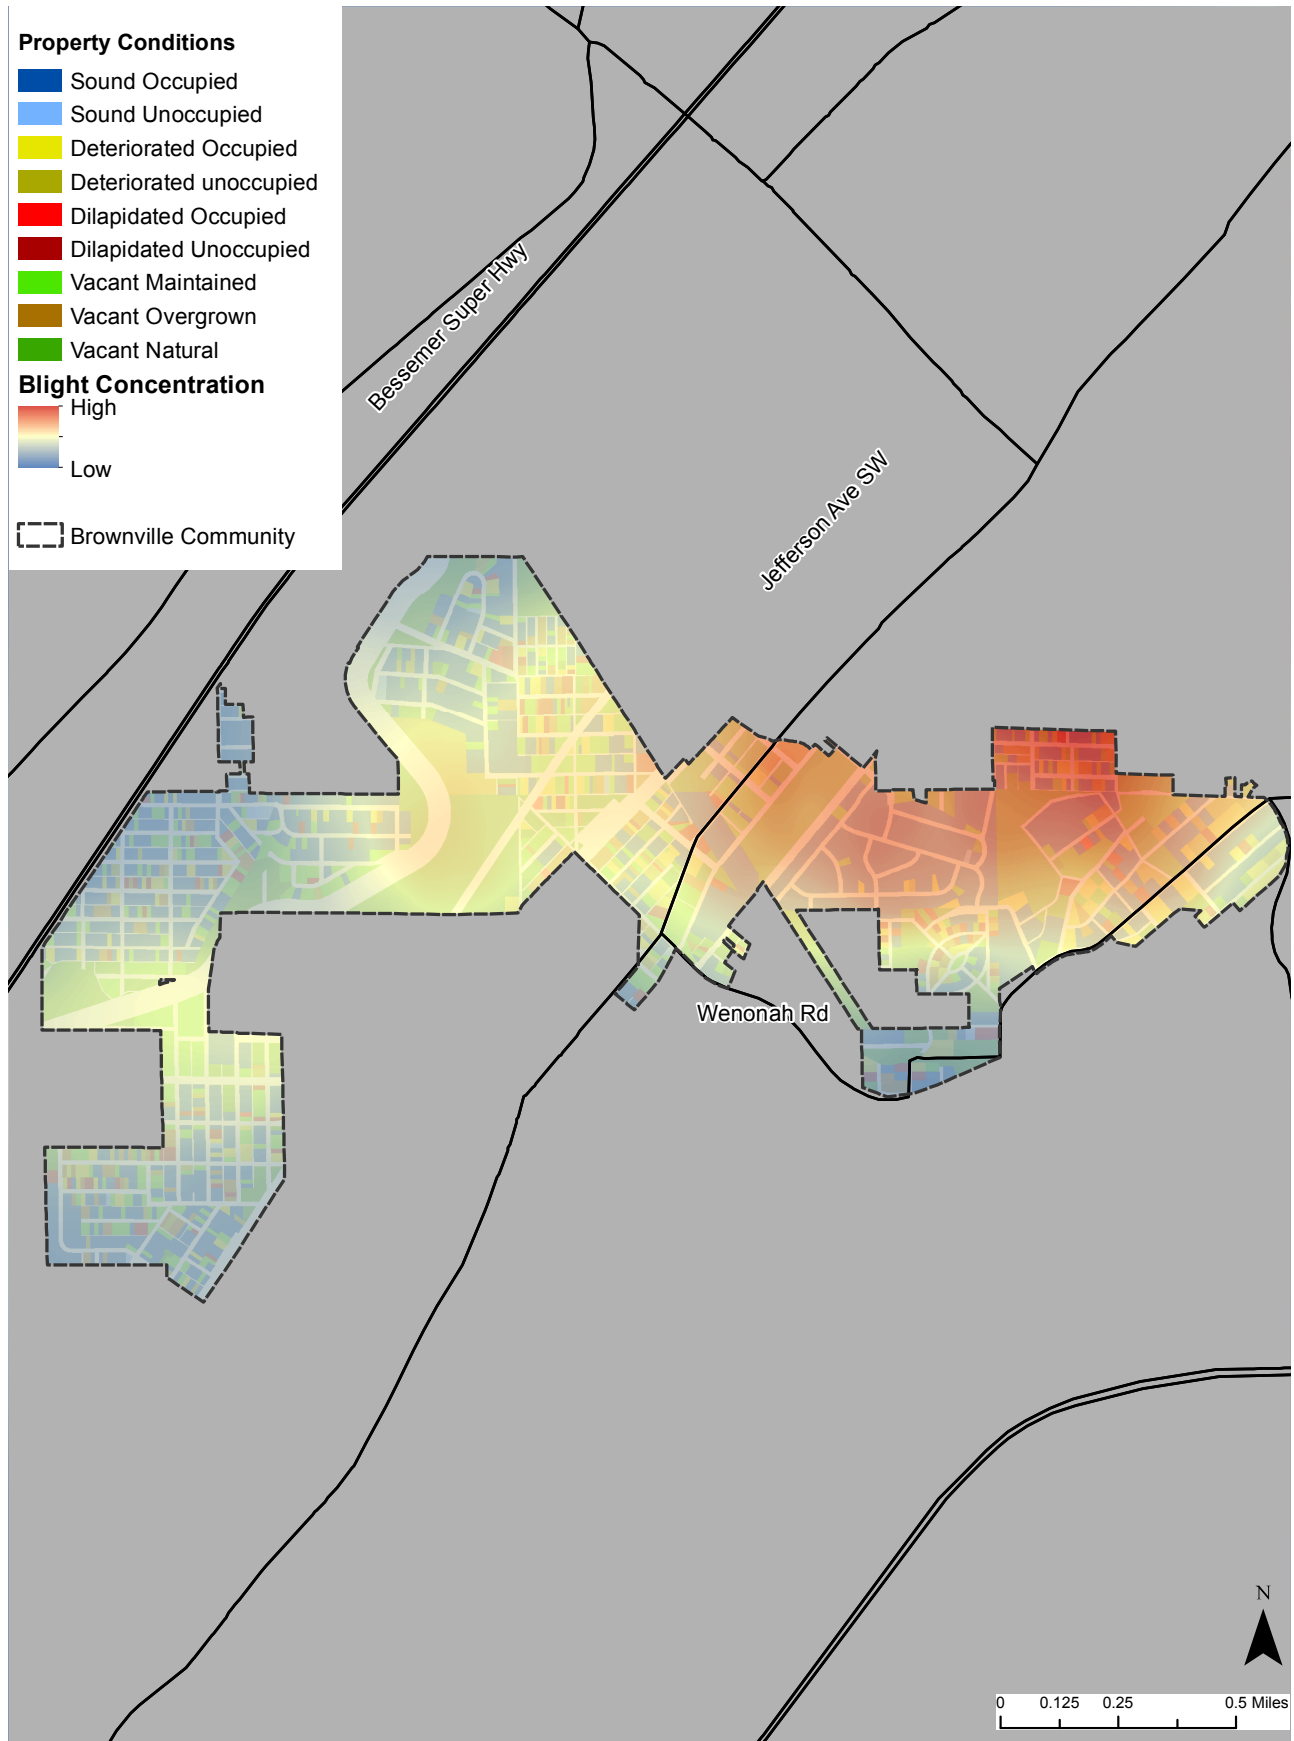 Property Conditions
Sound Occupied
Sound Unoccupied
Deteriorated Occupied
Deteriorated unoccupied
Dilapidated Occupied
Dilapidated Unoccupied
Vacant Maintained
Vacant Overgrown
Vacant Natural
Blight Concentration
High
Low
Brownville Community
Bessemer Super Hwy
Jefferson Ave SW
Wenonah Rd
N
0 0.125 0.25 0.5 Miles